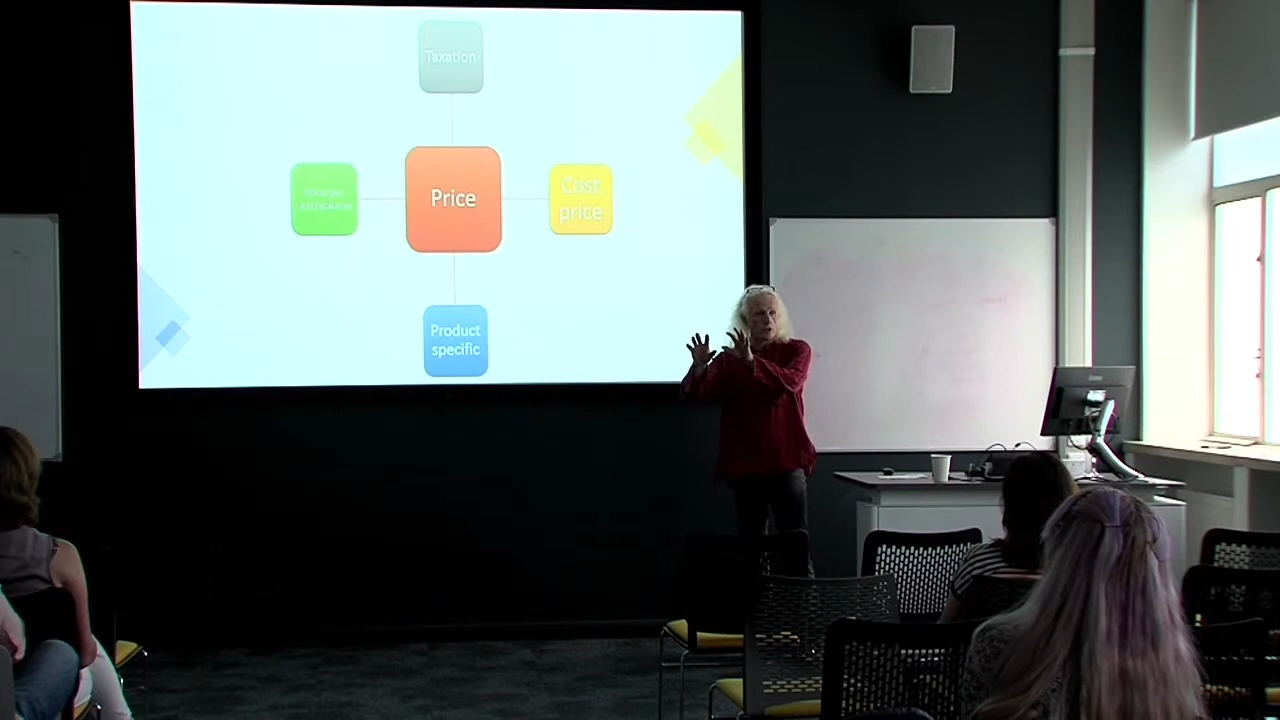 Taxation
Price
Cost
price
Product
specific